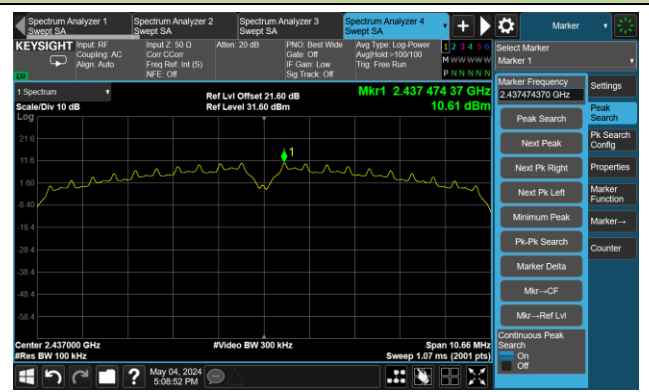 Spectrum Analyzer 1
Swept SA
Spectrum Analyzer 2
Swept SA
Spectrum Analyzer 3
Swept SA
Spectrum Analyzer 4
Swept SA
Marker
KEYSIGHT
LV
Input: RF
Coupling: AC
Align: Auto
Input Z: 50 Ω
Corr CCorr
Freq Ref: Int (S)
NFE: Off
Atten: 20 dB
PNO: Best Wide
Gate: Off
IF Gain: Low
Sig Track: Off
Avg Type: Log-Power
Avg|Hold:>100/100
Trig: Free Run
1 2 3 4 5 6
M W W W W W
P N N N N N
1 Spectrum
Scale/Div 10 dB
Log
Ref Lvl Offset 21.60 dB
Ref Level 31.60 dBm
Mkr1 2.437 474 37 GHz
10.61 dBm
21.6
11.6
1.60
-8.40
-18.4
-28.4
-38.4
-48.4
-58.4
1
Center 2.437000 GHz
#Res BW 100 kHz
#Video BW 300 kHz
Span 10.66 MHz
Sweep 1.07 ms (2001 pts)
May 04, 2024
5:08:52 PM
Select Marker
Marker 1
Marker Frequency
2.437474370 GHz
Peak Search
Next Peak
Next Pk Right
Next Pk Left
Minimum Peak
Pk-Pk Search
Marker Delta
Mkr→CF
Mkr→Ref Lvl
Continuous Peak
Search
On
Off
Settings
Peak
Search
Pk Search
Config
Properties
Marker
Function
Marker→
Counter